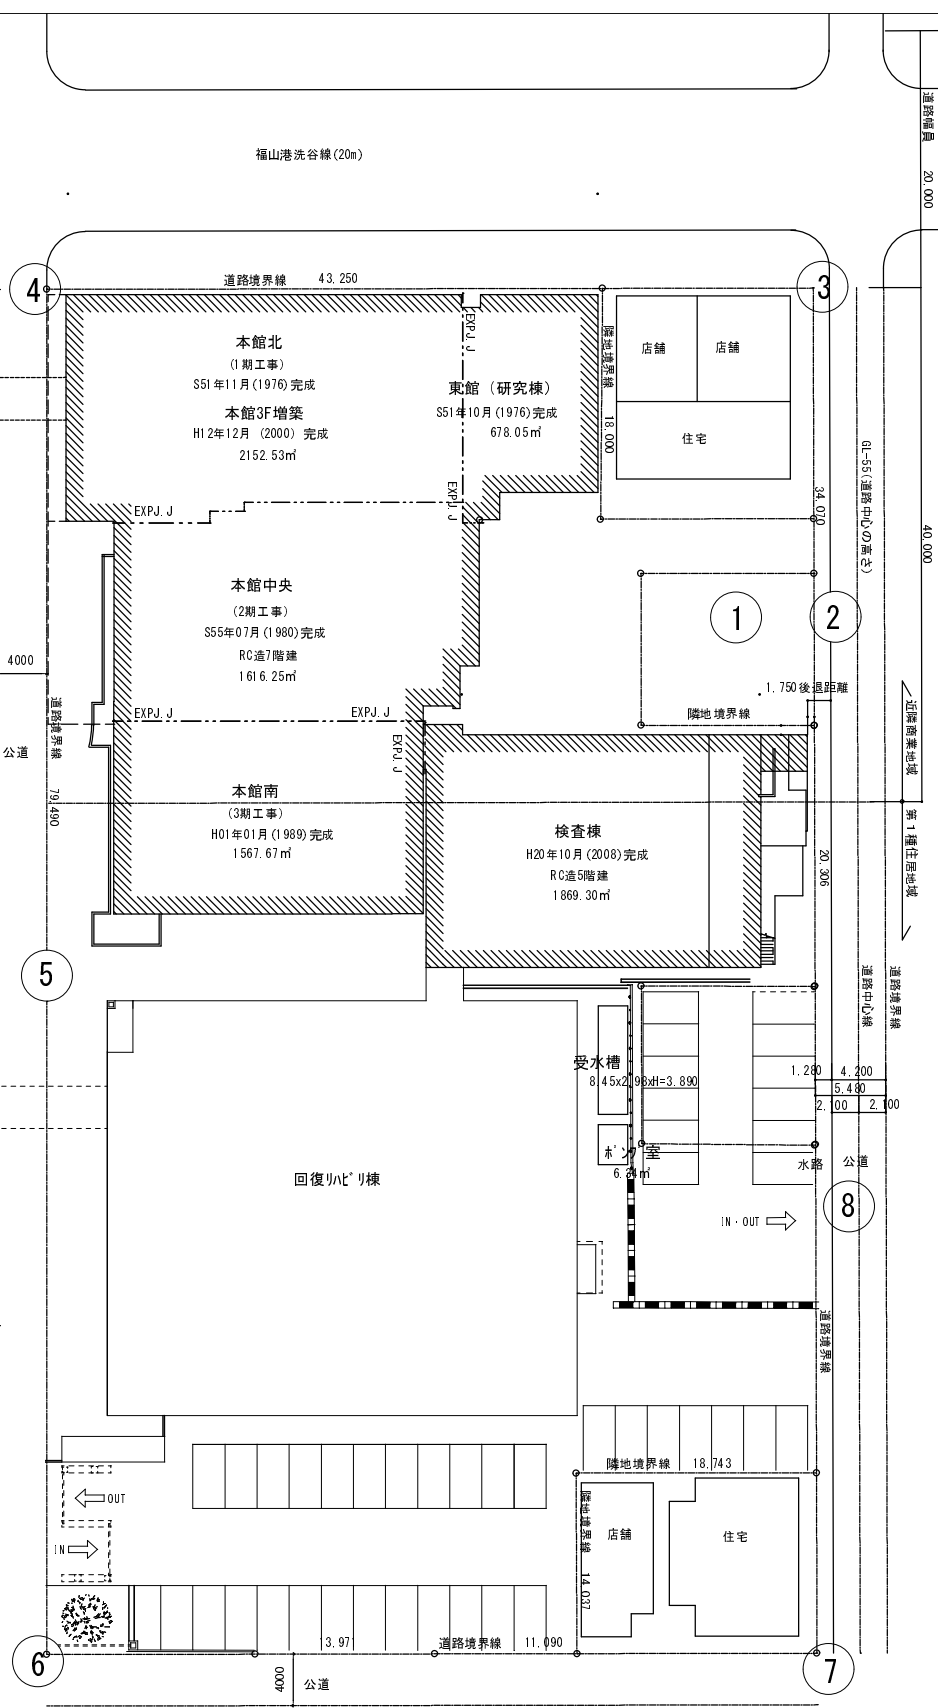 道路幅員
20.000
福山港洗谷線(20m)
4
道路境界線
43.250
3
本館北
(1期工事)
S51年11月(1976)完成
本館3F増築
H12年12月 (2000) 完成
2152.53㎡
EXPJ.J
東館 (研究棟)
S51年10月(1976)完成
678.05㎡
隣地境界線
18.000
店舗
店舗
住宅
34.070
GL-55(道路中心の高さ)
40.000
EXPJ.J
EXPJ.J
本館中央
(2期工事)
S55年07月(1980)完成
RC造7階建
1616.25㎡
1
2
4000
公道
道路境界線
79.490
EXPJ.J
EXPJ.J
EXPJ.J
1.750後退距離
隣地境界線
近隣商業地域
第1種住居地域
本館南
(3期工事)
H01年01月(1989)完成
1567.67㎡
検査棟
H20年10月(2008)完成
RC造5階建
1869.30㎡
20.306
5
道路中心線
道路境界線
受水槽
8.45x2.98xH=3.890
1.280
4.200
5.480
2.100
2.100
ポンプ室
6.34㎡
水路
公道
回復リハビリ棟
8
IN・OUT
道路境界線
隣地境界線
18.743
OUT
IN
隣地境界線
14.037
店舗
住宅
6
13.971
道路境界線
11.090
7
4000
公道